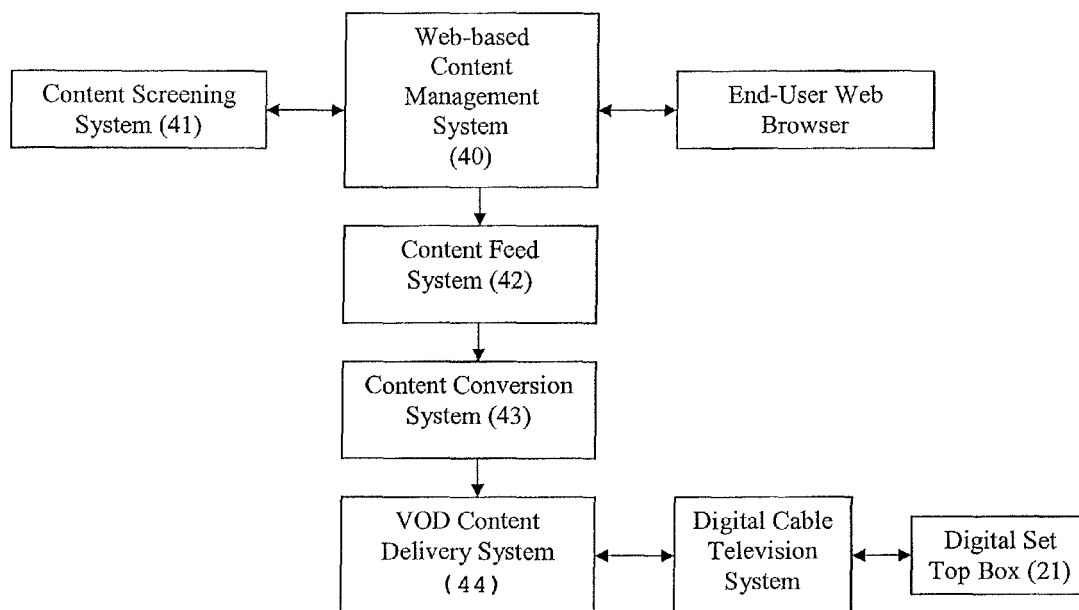 Web-based
Content
Management
System
(40)
Content Screening
System (41)
End-User Web
Browser
Content Feed
System (42)
Content Conversion
System (43)
VOD Content
Delivery System
(44)
Digital Cable
Television
System
Digital Set
Top Box (21)